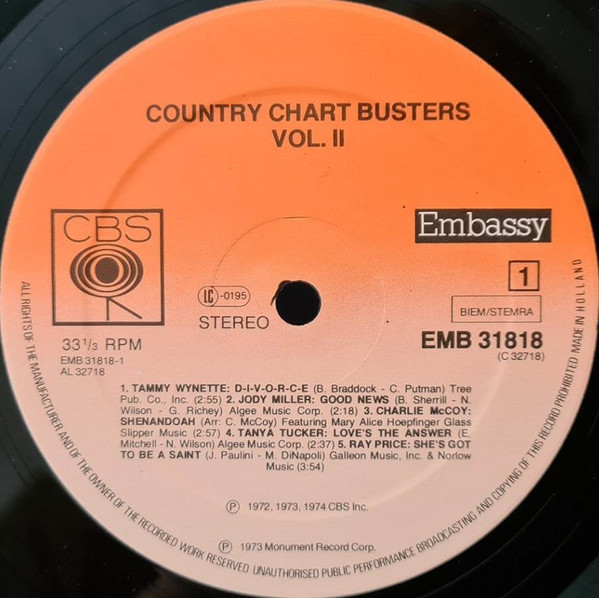 COUNTRY CHART BUSTERS
VOL. II
CBS
Embassy
LC-0195
1
STEREO
BIEM/STEMRA
33 1/3 RPM
EMB 31818
EMB 31818-1
(C 32718)
AL 32718
1. TAMMY WYNETTE: D-I-V-O-R-C-E (B. Braddock - C. Putman) Tree
Pub. Co., Inc. (2:55) 2. JODY MILLER: GOOD NEWS (B. Sherrill - N.
Wilson - G. Richey) Algee Music Corp. (2:18) 3. CHARLIE McCOY:
SHENANDOAH (Arr: C. McCoy) Featuring Mary Alice Hoepfinger Glass
Slipper Music (2:57) 4. TANYA TUCKER: LOVE'S THE ANSWER (E.
Mitchell - N. Wilson) Algee Music Corp. (2:37) 5. RAY PRICE: SHE'S GOT
TO BE A SAINT (J. Paulini - M. DiNapoli) Galleon Music, Inc. & Norlow
Music (3:54)
Ⓟ 1972, 1973, 1974 CBS Inc.
Ⓟ 1973 Monument Record Corp.
ALL RIGHTS OF THE MANUFACTURER AND OF THE OWNER OF THE RECORDED WORK RESERVED UNAUTHORISED PUBLIC PERFORMANCE BROADCASTING AND COPYING OF THIS RECORD PROHIBITED MADE IN HOLLAND